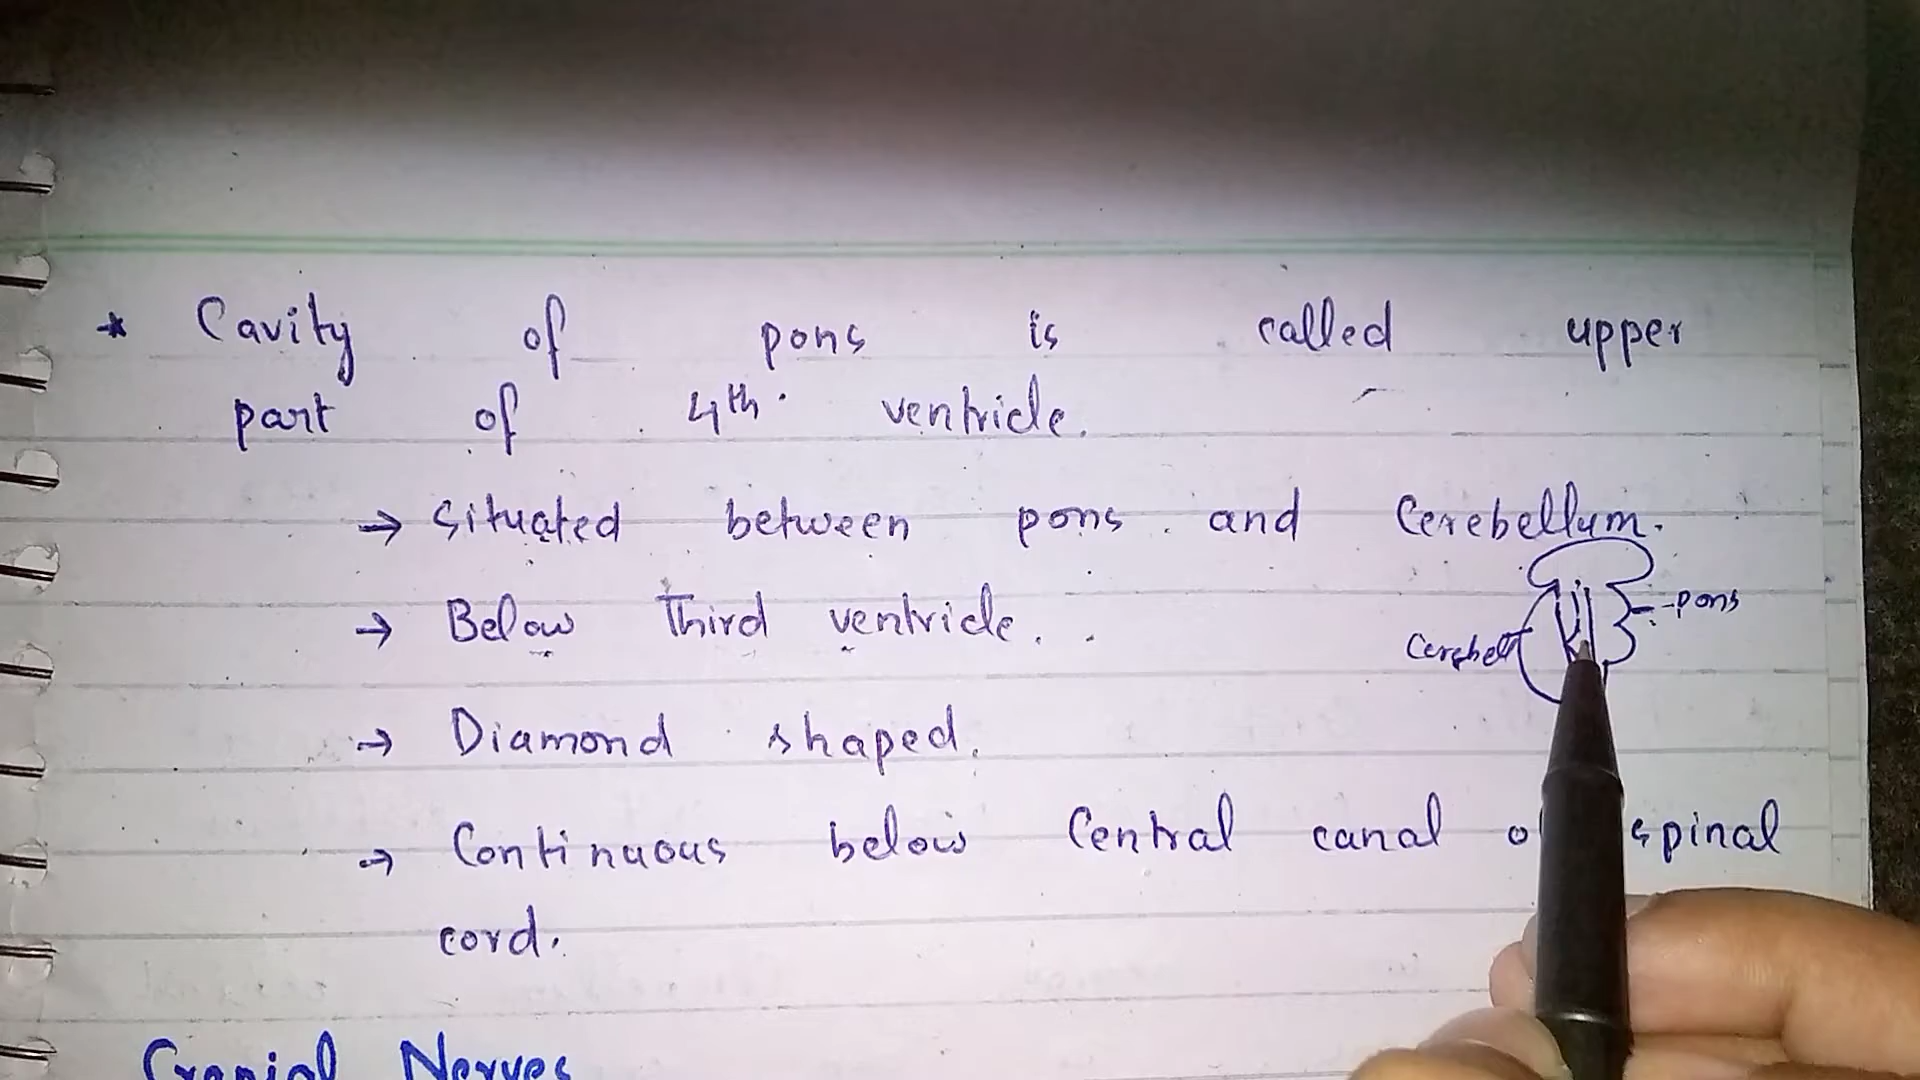 * Cavity of pons is called upper
part of 4th ventricle.
→ Situated between pons and Cerebellum.
→ Below Third ventricle.
-pons
→ Diamond shaped.
→ Continuous below Central canal spinal
cord.
Cranial Nerves